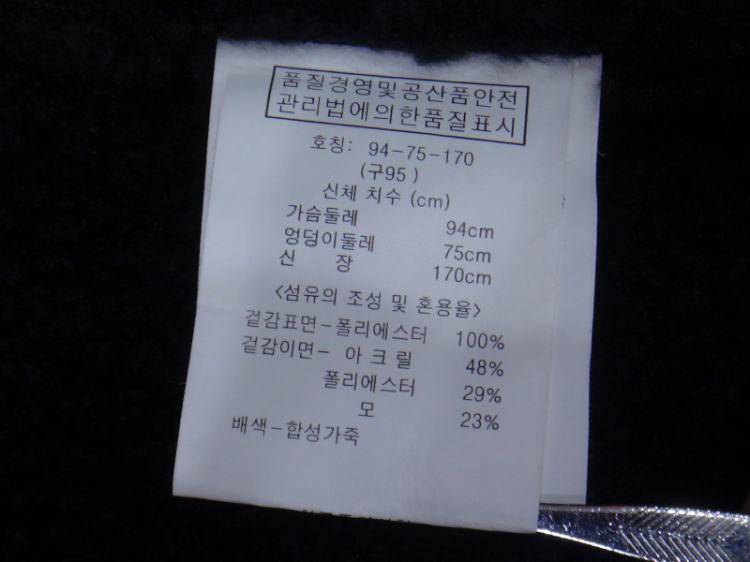 품질경영및공산품안전
관리법에의한품질표시
호칭: 94-75-170
(구95 )
신체 치수 (cm)
가슴둘레 94cm
엉덩이둘레 75cm
신 장 170cm
<섬유의 조성 및 혼용율>
겉감표면-폴리에스터 100%
겉감이면- 아크릴 48%
폴리에스터 29%
모 23%
배색-합성가죽